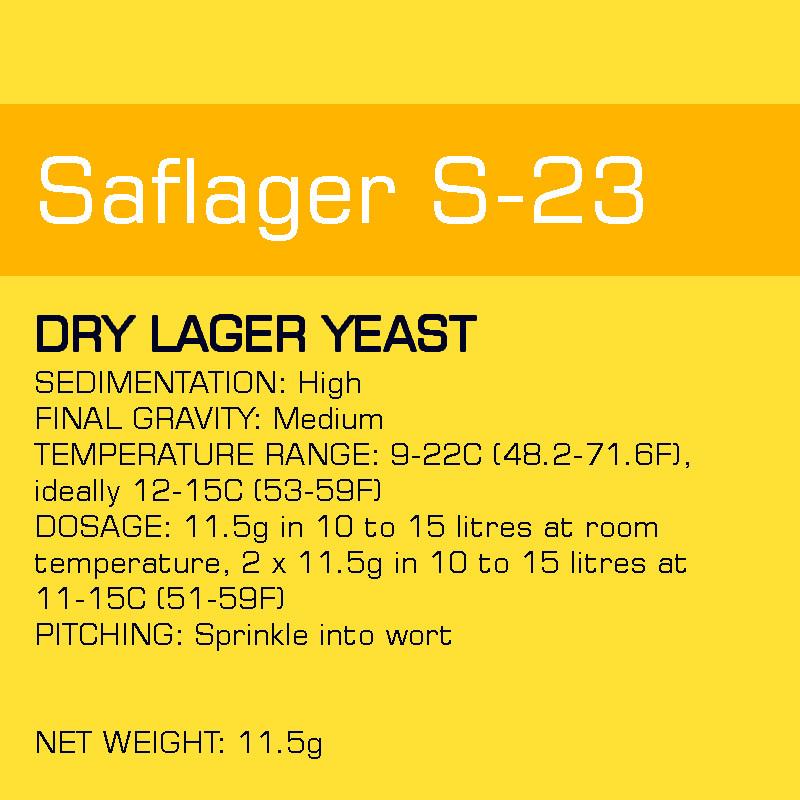 Saflager S-23
DRY LAGER YEAST
SEDIMENTATION: High
FINAL GRAVITY: Medium
TEMPERATURE RANGE: 9-22C (48.2-71.6F),
ideally 12-15C (53-59F)
DOSAGE: 11.5g in 10 to 15 litres at room
temperature, 2 x 11.5g in 10 to 15 litres at
11-15C (51-59F)
PITCHING: Sprinkle into wort
NET WEIGHT: 11.5g